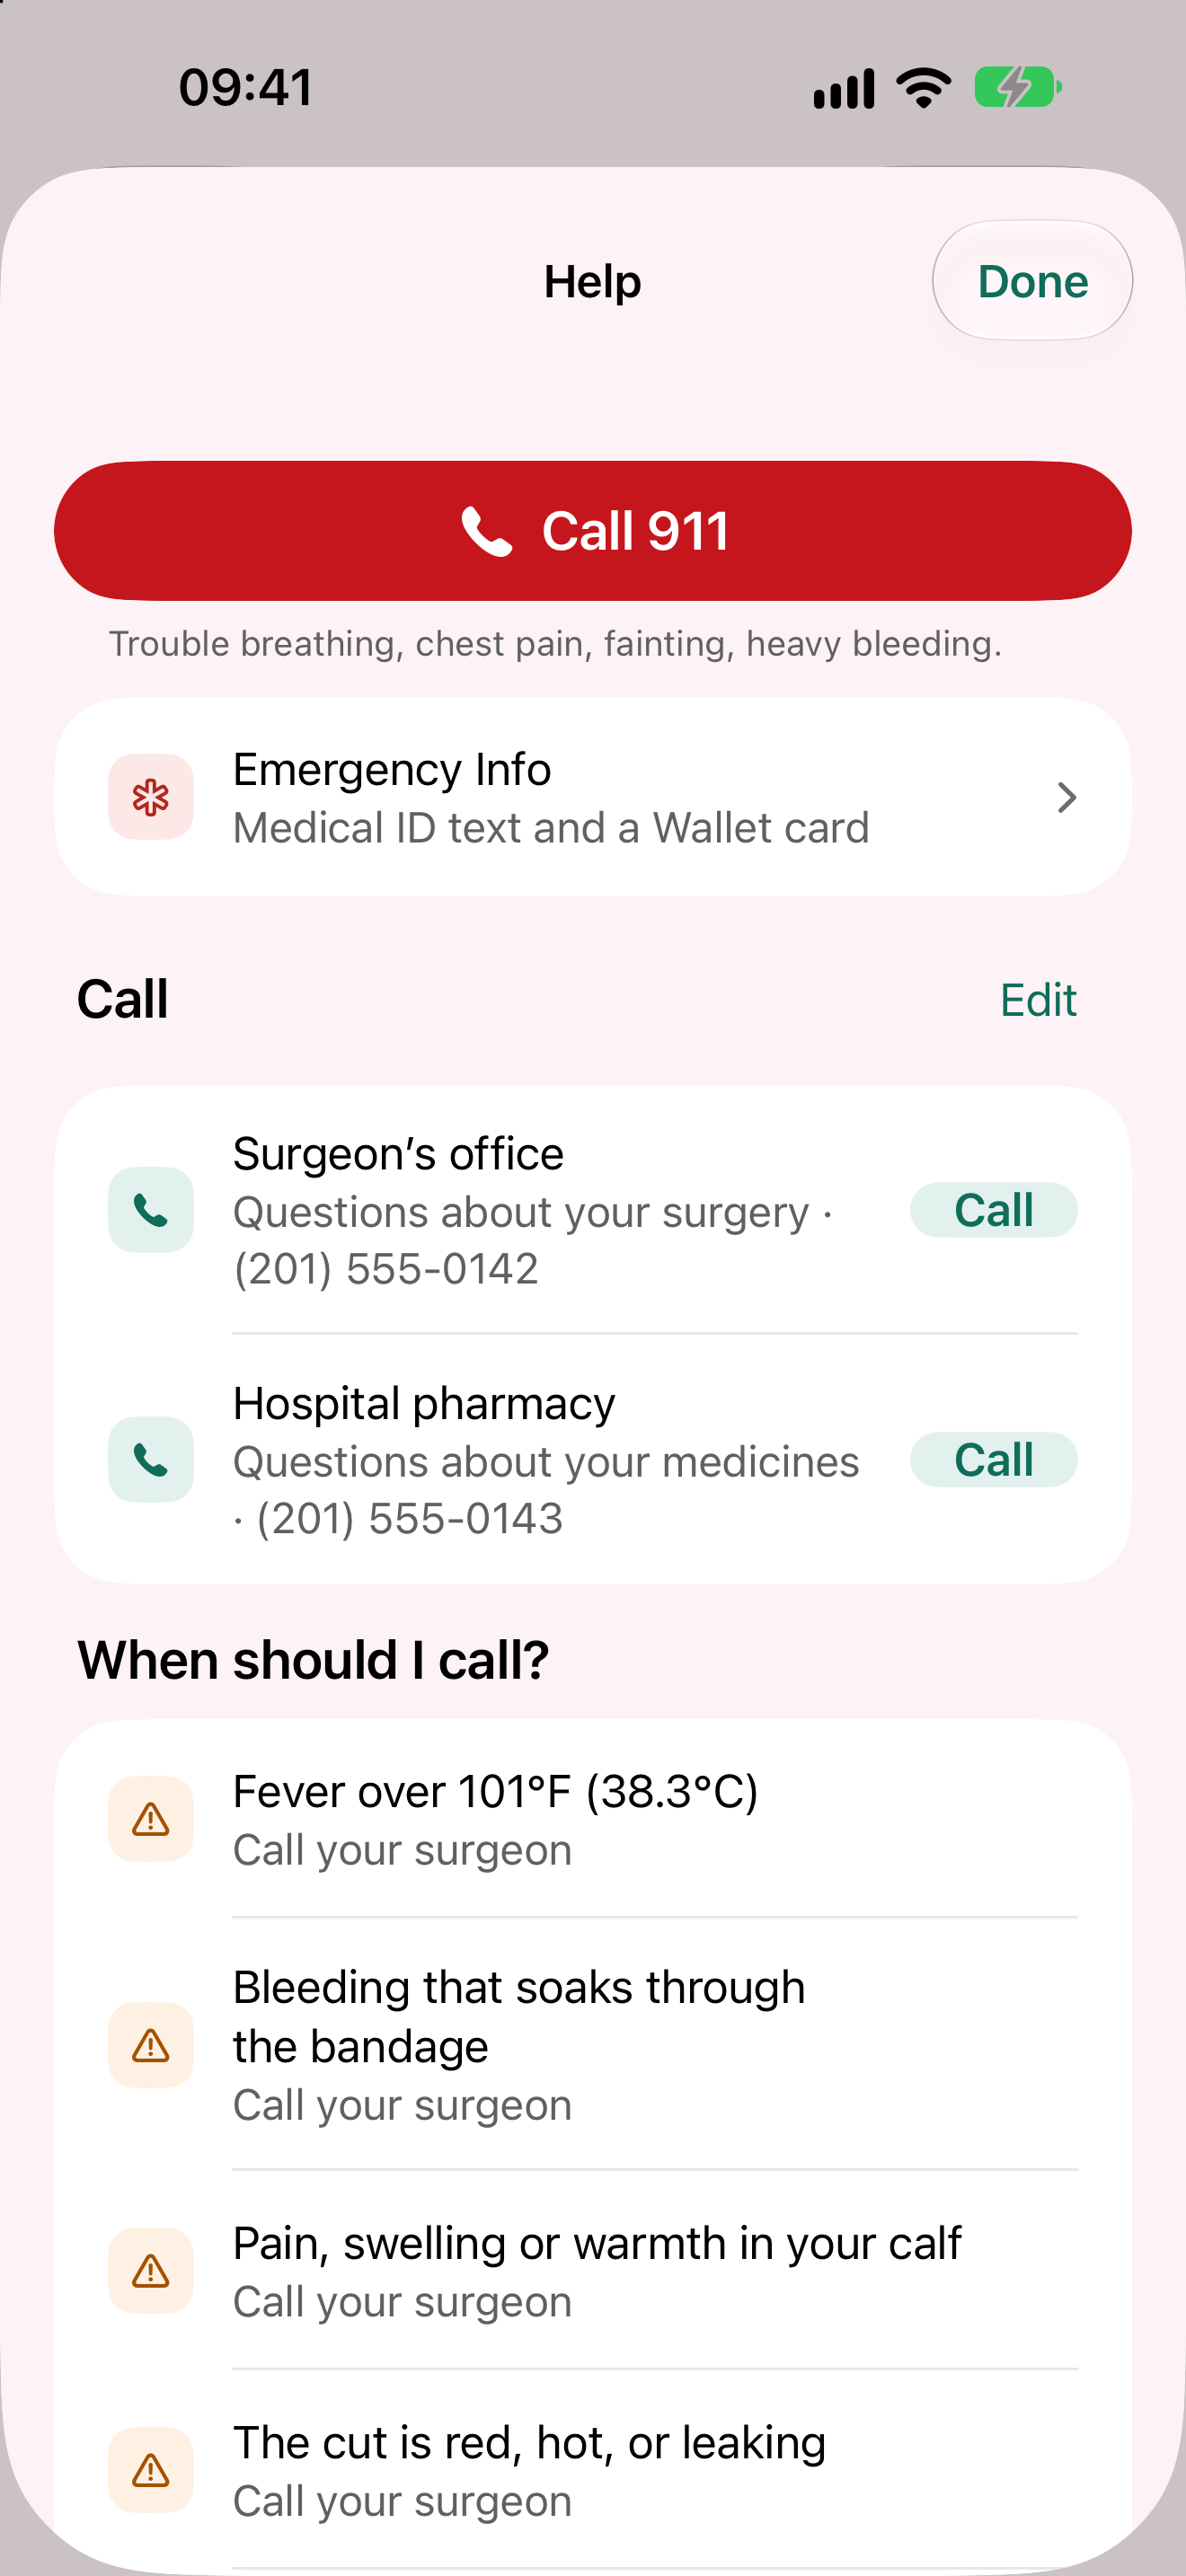 09:41
Help
Done
Call 911
Trouble breathing, chest pain, fainting, heavy bleeding.
Emergency Info
Medical ID text and a Wallet card
Call
Edit
Surgeon’s office
Questions about your surgery ·
(201) 555-0142
Call
Hospital pharmacy
Questions about your medicines
· (201) 555-0143
Call
When should I call?
Fever over 101°F (38.3°C)
Call your surgeon
Bleeding that soaks through
the bandage
Call your surgeon
Pain, swelling or warmth in your calf
Call your surgeon
The cut is red, hot, or leaking
Call your surgeon